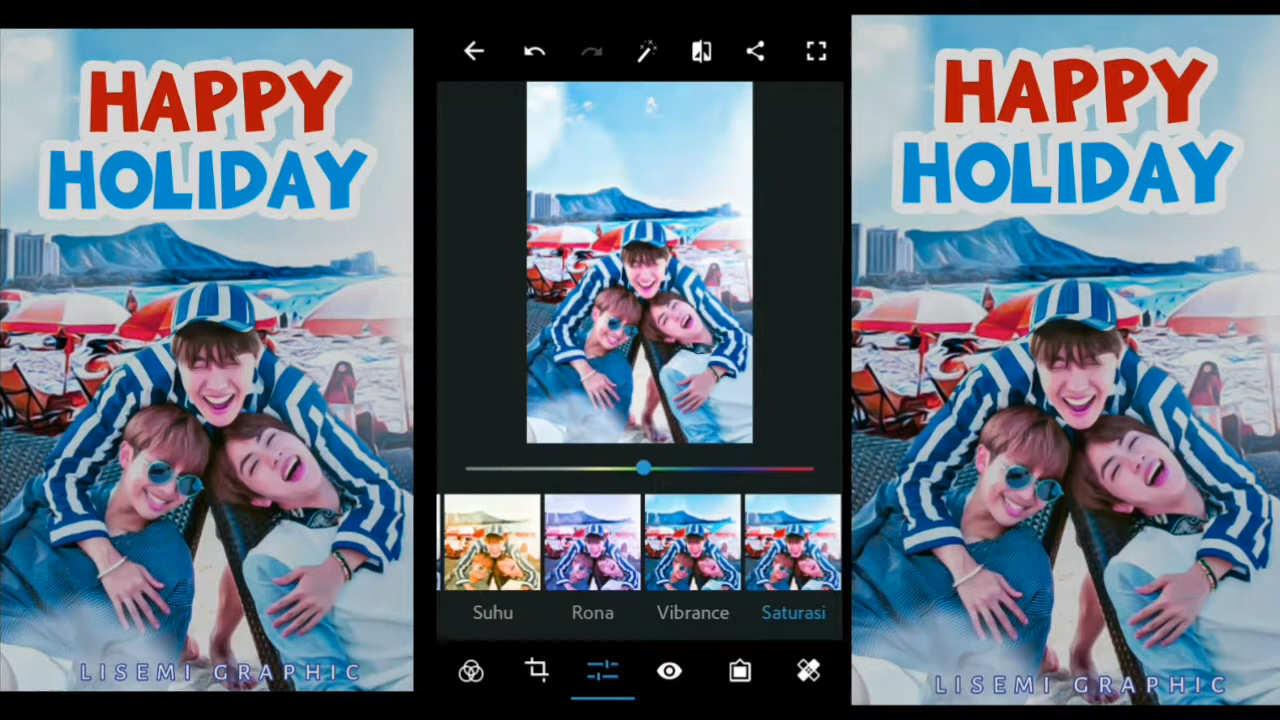 HAPPY
HOLIDAY
LISEMI GRAPHIC
Suhu
Rona
Vibrance
Saturasi
HAPPY
HOLIDAY
LISEMI GRAPHIC